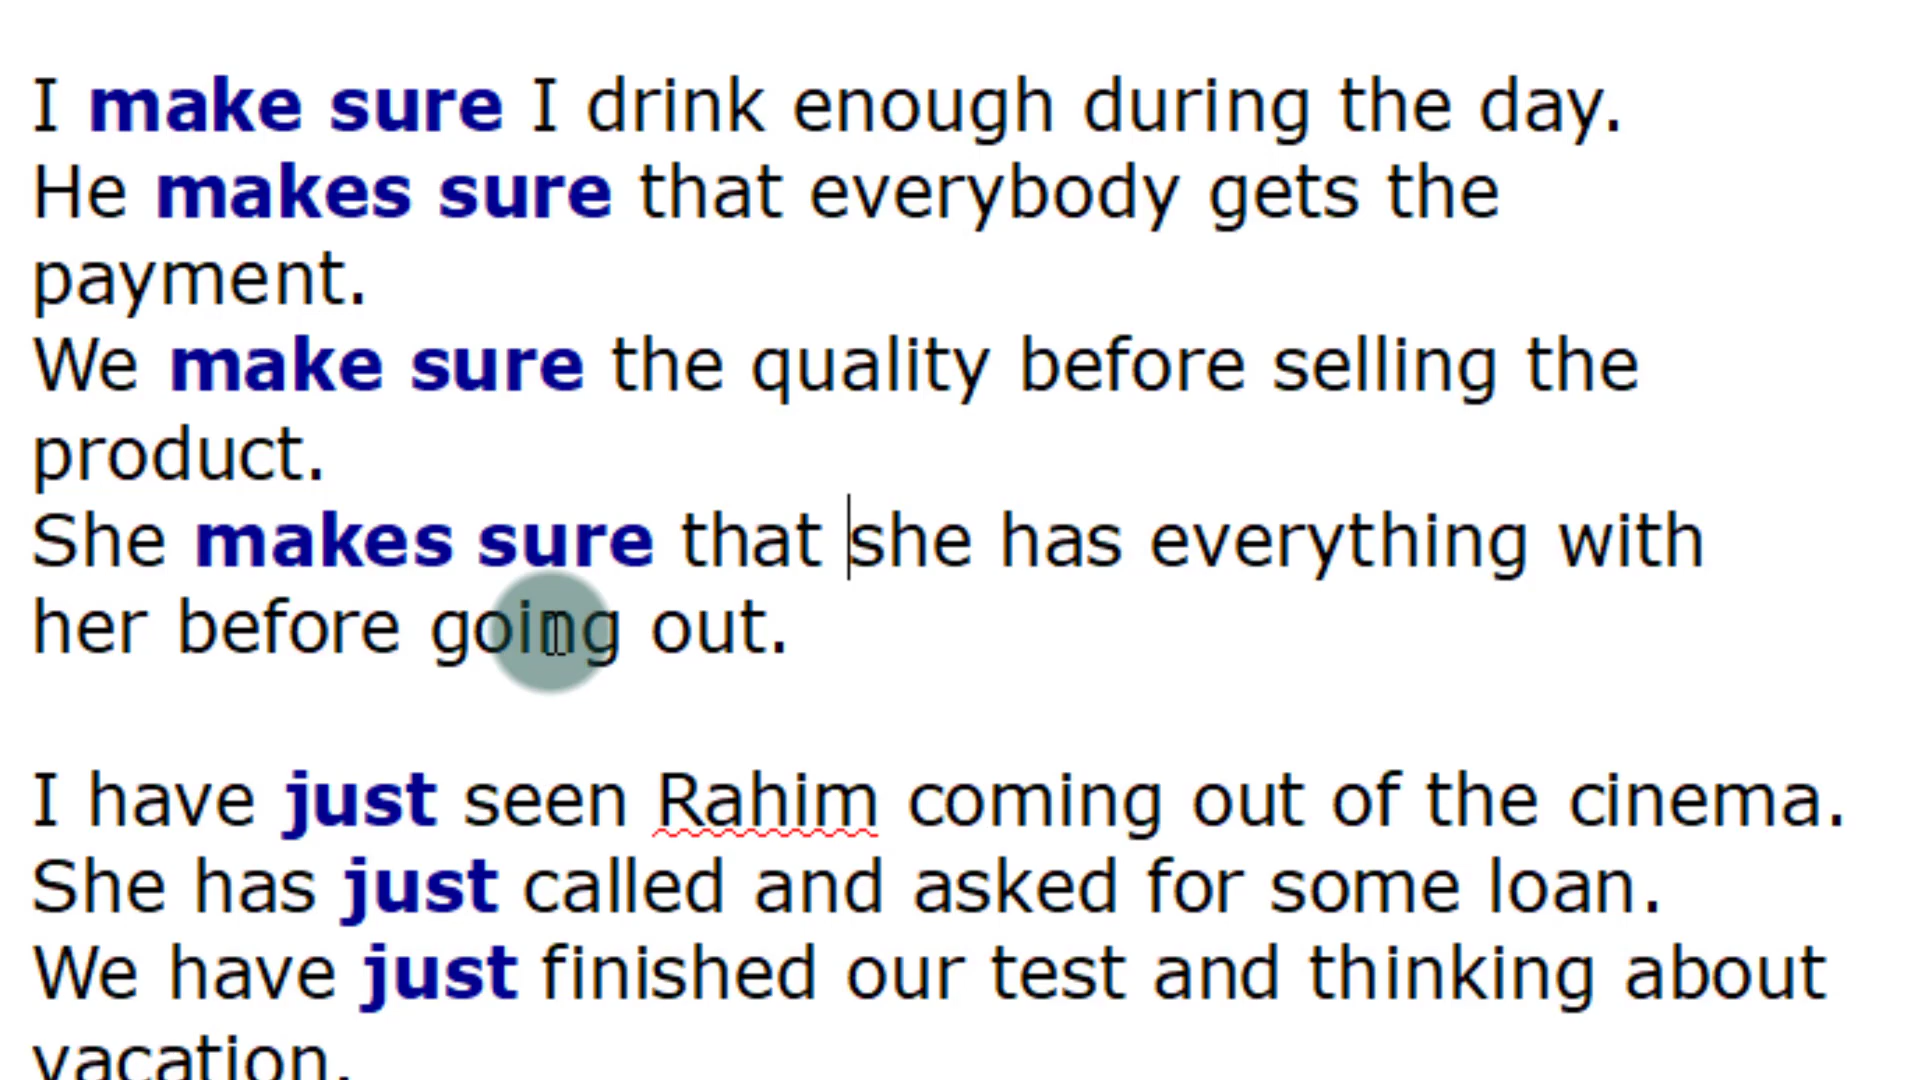 I make sure I drink enough during the day.
He makes sure that everybody gets the
payment.
We make sure the quality before selling the
product.
She makes sure that she has everything with
her before going out.
I have just seen Rahim coming out of the cinema.
She has just called and asked for some loan.
We have just finished our test and thinking about
vacation.